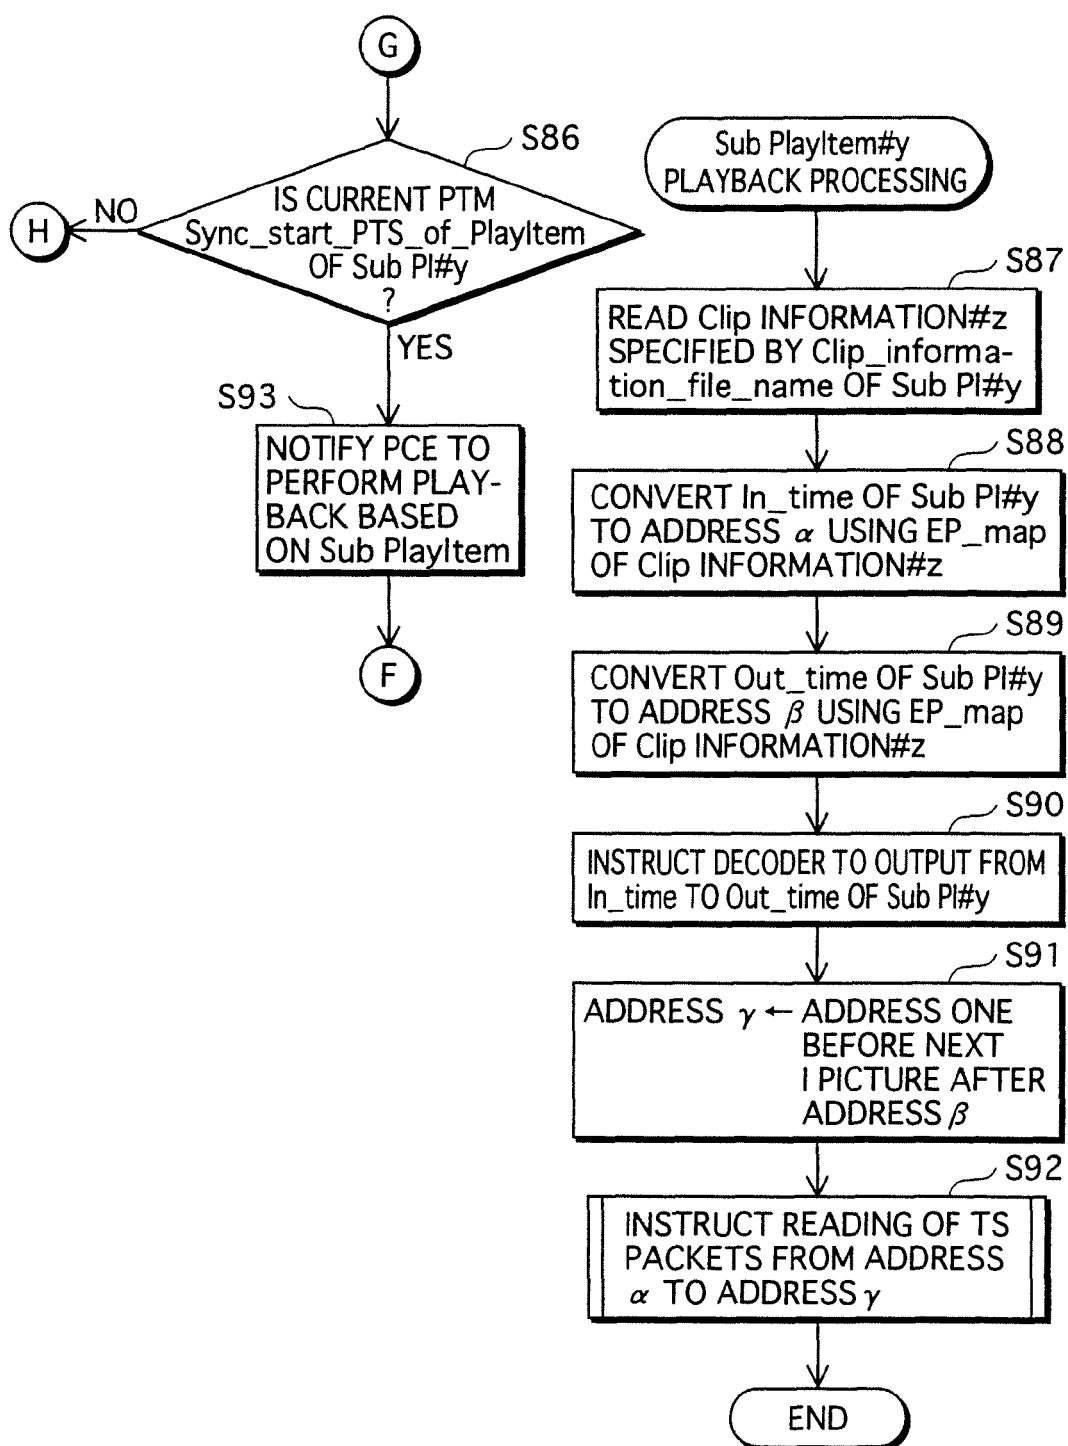 G
S86
IS CURRENT PTM
Sync_start_PTS_of_PlayItem
OF Sub PI#y
?
NO
H
YES
S93
NOTIFY PCE TO
PERFORM PLAY-
BACK BASED
ON Sub PlayItem
F
Sub PlayItem#y
PLAYBACK PROCESSING
S87
READ Clip INFORMATION#z
SPECIFIED BY Clip_informa-
tion_file_name OF Sub PI#y
S88
CONVERT In_time OF Sub PI#y
TO ADDRESS α USING EP_map
OF Clip INFORMATION#z
S89
CONVERT Out_time OF Sub PI#y
TO ADDRESS β USING EP_map
OF Clip INFORMATION#z
S90
INSTRUCT DECODER TO OUTPUT FROM
In_time TO Out_time OF Sub PI#y
S91
ADDRESS γ ← ADDRESS ONE
BEFORE NEXT
I PICTURE AFTER
ADDRESS β
S92
INSTRUCT READING OF TS
PACKETS FROM ADDRESS
α TO ADDRESS γ
END